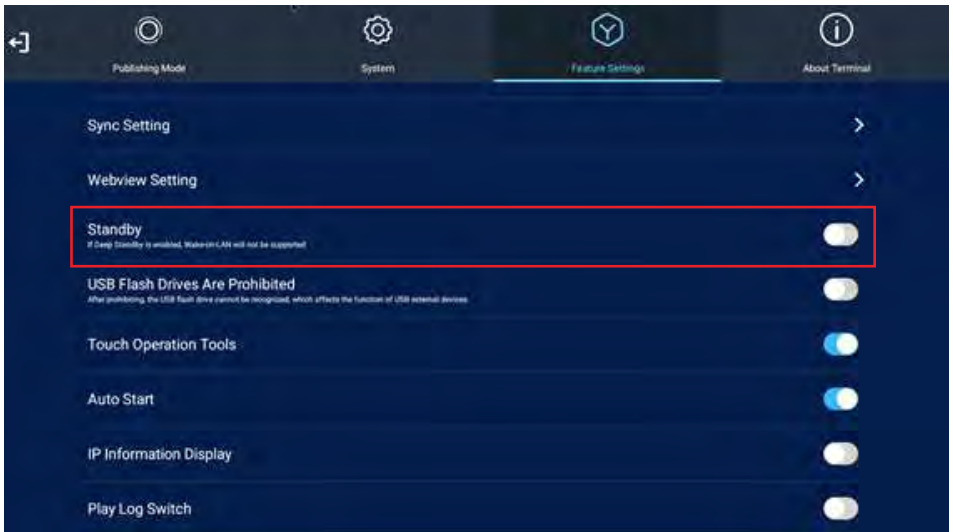 Publishing Mode
System
Feature Settings
About Terminal
Sync Setting
Webview Setting
Standby
If Deep Standby is enabled, Wake-on-LAN will not be supported
USB Flash Drives Are Prohibited
After prohibiting, the USB flash drive cannot be recognized, which affects the function of USB external devices.
Touch Operation Tools
Auto Start
IP Information Display
Play Log Switch